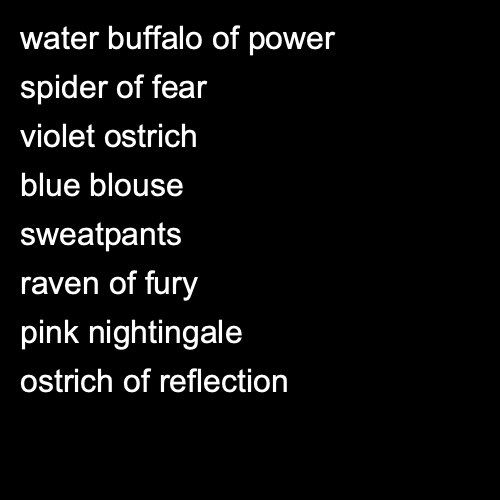 water buffalo of power
spider of fear
violet ostrich
blue blouse
sweatpants
raven of fury
pink nightingale
ostrich of reflection